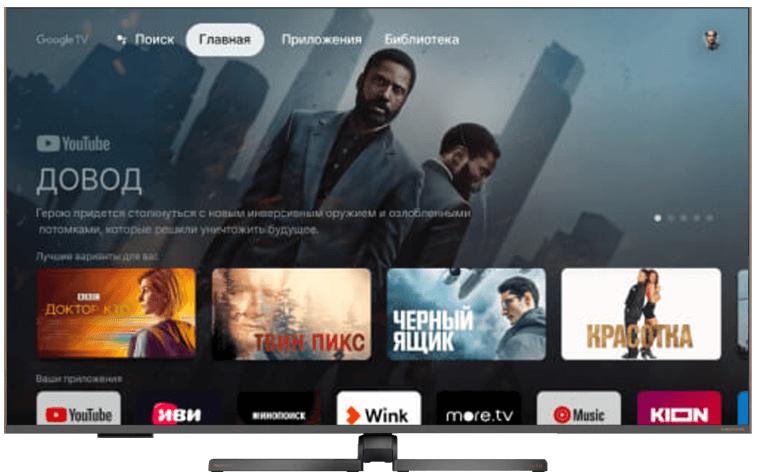 Google TV
Поиск
Главная
Приложения
Библиотека
YouTube
ДОВОД
Герою придется столкнуться с новым инверсивным оружием и озлобленными
потомками, которые решили уничтожить будущее.
Лучшие варианты для вас
BBC
ДОКТОР КТО
ТВИН ПИКС
ЧЕРНЫЙ
ЯЩИК
КРАСОТКА
Ваши приложения
YouTube
иви
КИНОПОИСК
Wink
more.tv
Music
KION